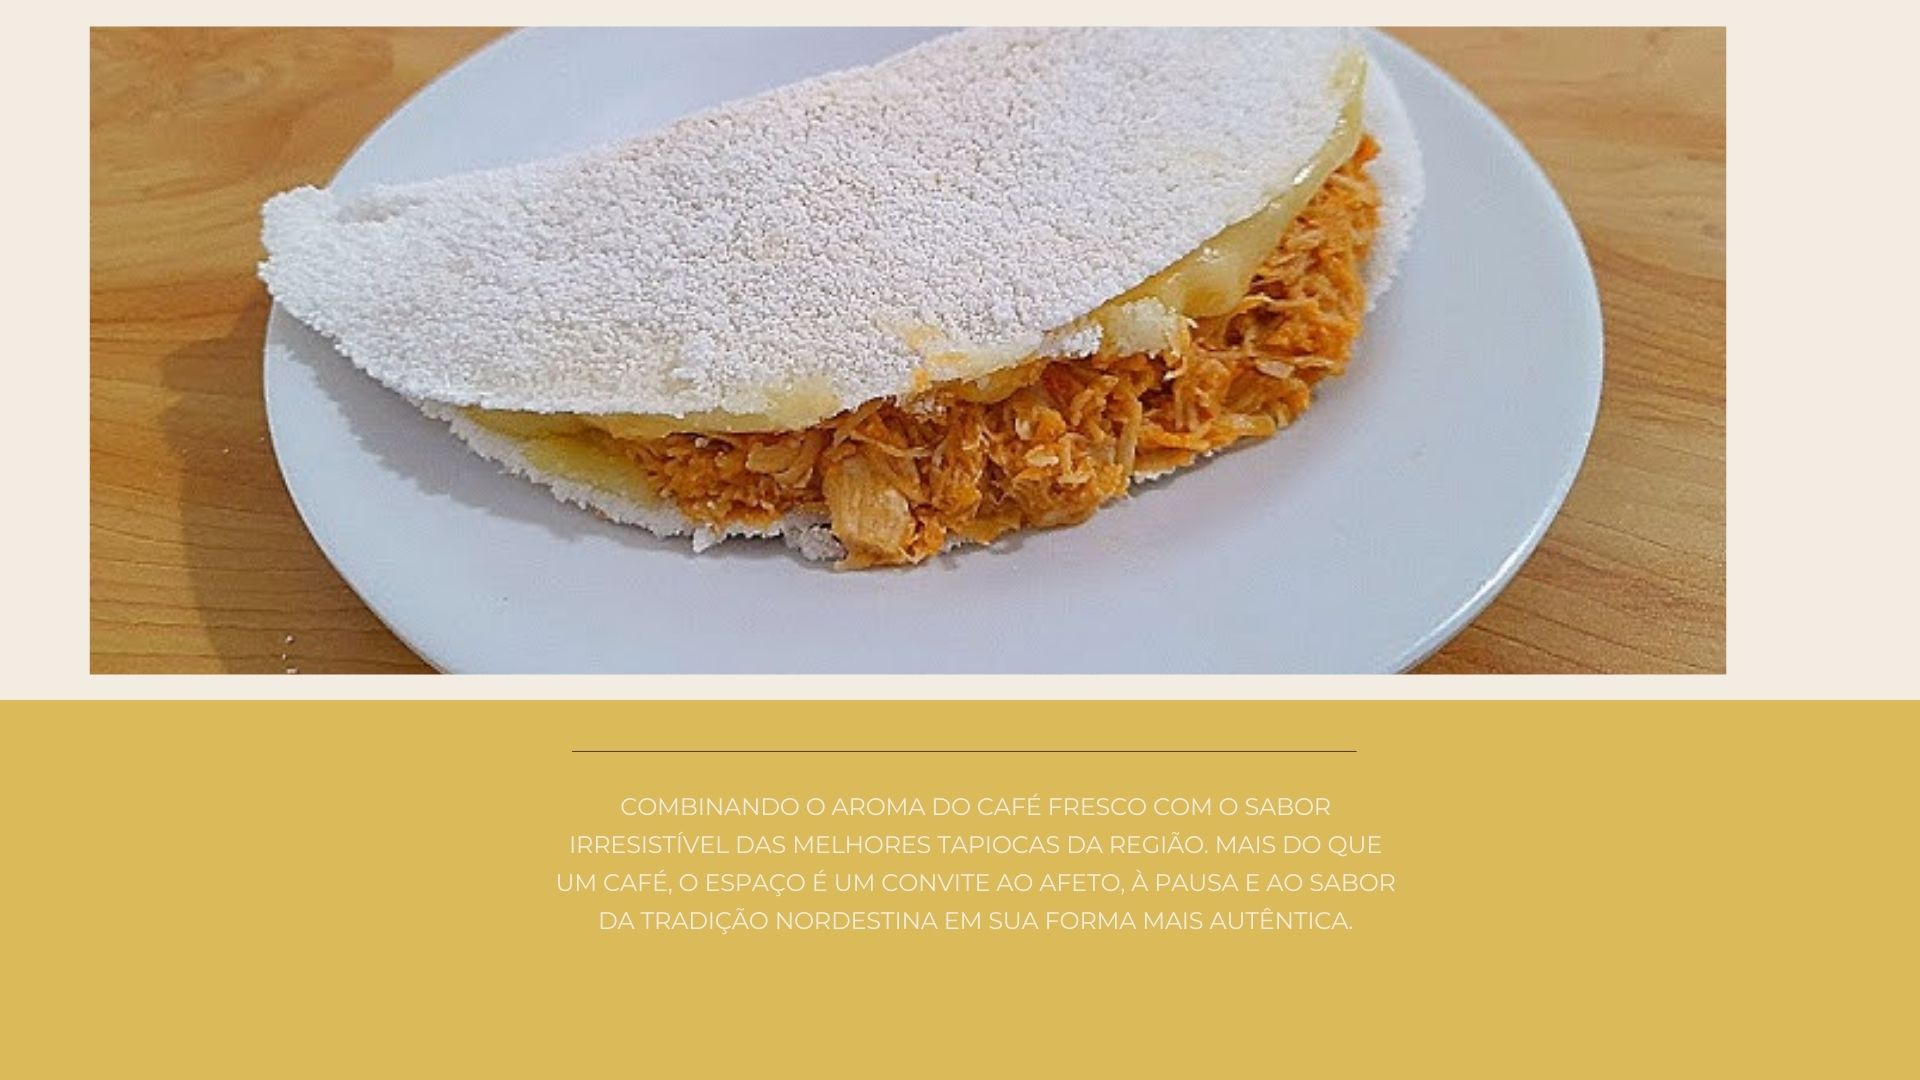 COMBINANDO O AROMA DO CAFÉ FRESCO COM O SABOR
IRRESISTÍVEL DAS MELHORES TAPIOCAS DA REGIÃO. MAIS DO QUE
UM CAFÉ, O ESPAÇO É UM CONVITE AO AFETO, À PAUSA E AO SABOR
DA TRADIÇÃO NORDESTINA EM SUA FORMA MAIS AUTÊNTICA.